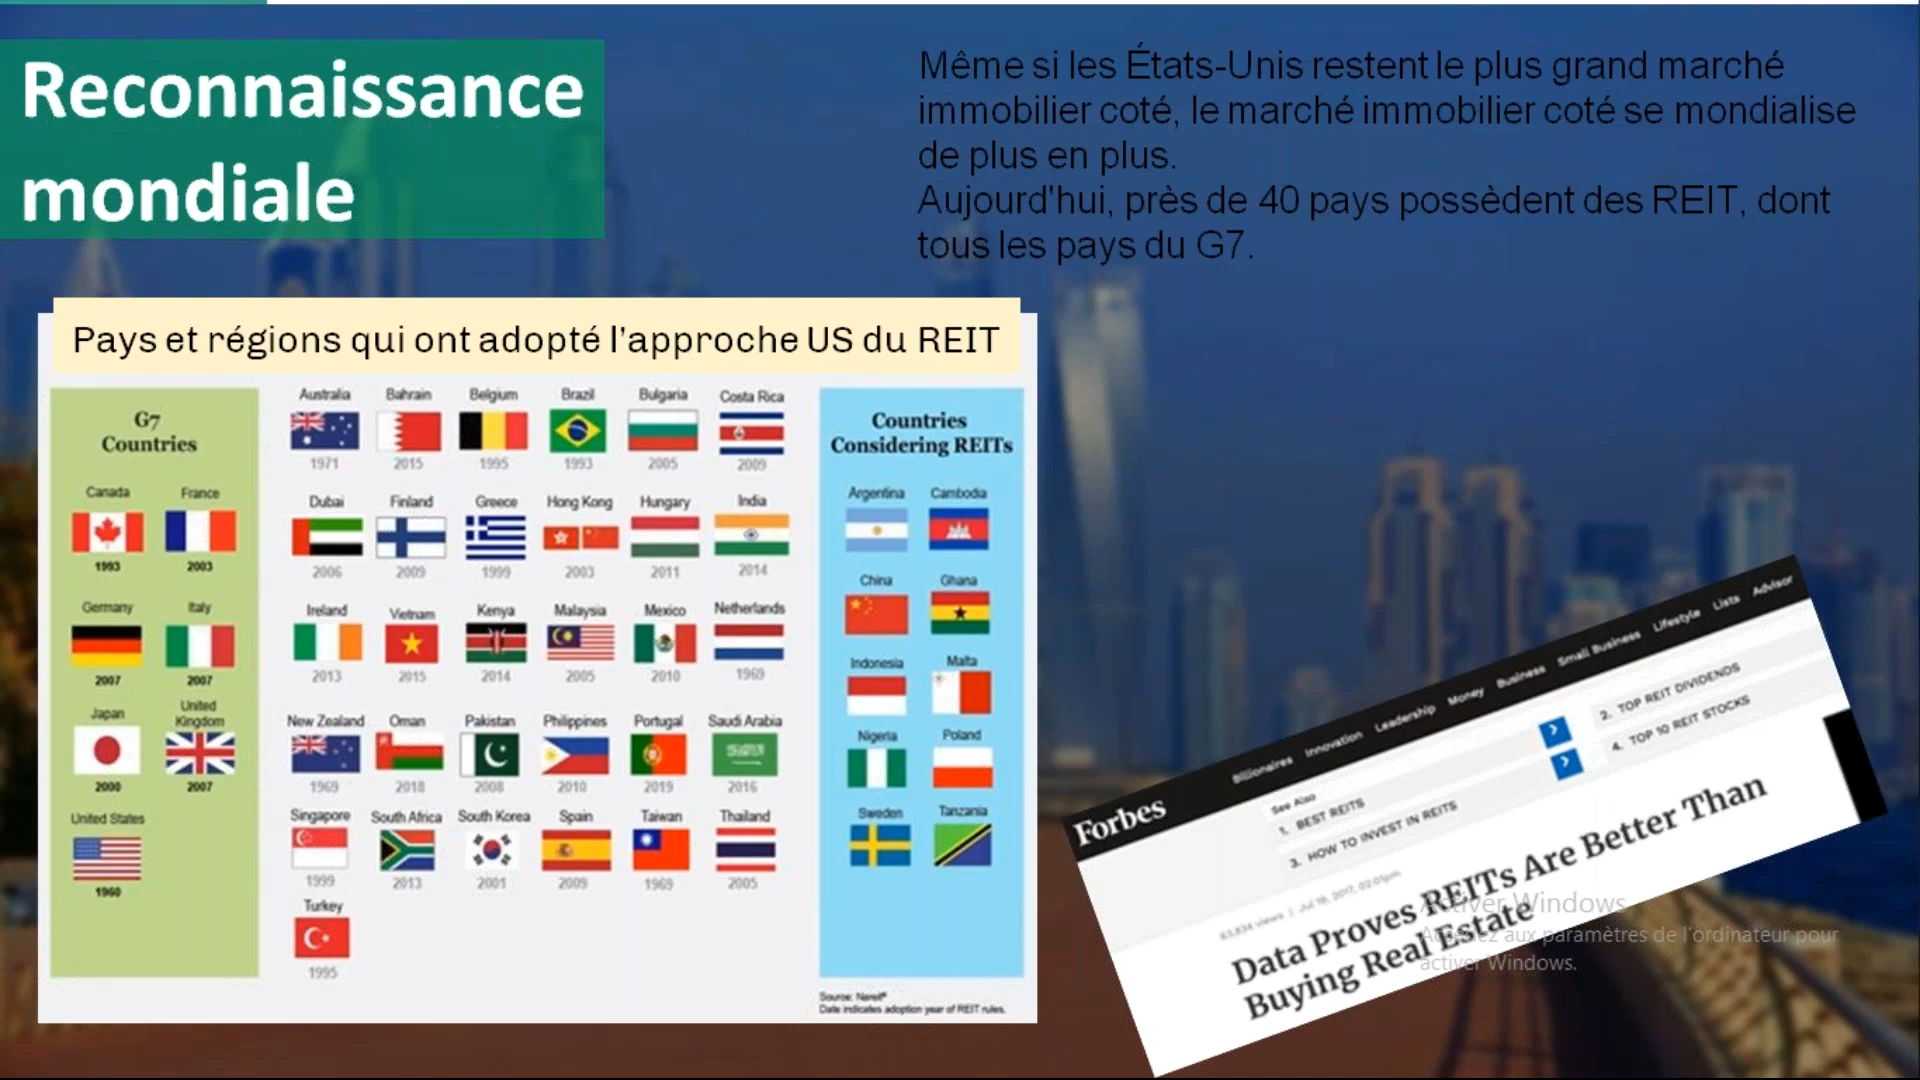 Reconnaissance
mondiale
Même si les États-Unis restent le plus grand marché
immobilier coté, le marché immobilier coté se mondialise
de plus en plus.
Aujourd'hui, près de 40 pays possèdent des REIT, dont
tous les pays du G7.
Pays et régions qui ont adopté l'approche US du REIT
G7
Countries
Canada France
1993 2003
Germany Italy
2007 2007
Japan United Kingdom
2000 2007
United States
1960
Australia Bahrain Belgium Brazil Bulgaria Costa Rica
1971 2015 1995 1993 2005 2009
Dubai Finland Greece Hong Kong Hungary India
2006 2009 1999 2003 2011 2014
Ireland Vietnam Kenya Malaysia Mexico Netherlands
2013 2015 2014 2005 2010 1969
New Zealand Oman Pakistan Philippines Portugal Saudi Arabia
1969 2018 2008 2010 2019 2016
Singapore South Africa South Korea Spain Taiwan Thailand
1999 2013 2001 2009 1969 2005
Turkey
1995
Countries
Considering REITs
Argentina Cambodia
China Ghana
Indonesia Malta
Nigeria Poland
Sweden Tanzania
Source: Nareit®
Date indicates adoption year of REIT rules.
Forbes
Billionaires Innovation Leadership Money Business Small Business Lifestyle Lists Advisor
See Also
1. BEST REITS
2. TOP REIT DIVIDENDS
3. HOW TO INVEST IN REITS
4. TOP 10 REIT STOCKS
views | Jul 19, 2017, 02:01pm
Data Proves REITs Are Better Than
Buying Real Estate
Activer Windows
Accédez aux paramètres de l'ordinateur pour
activer Windows.